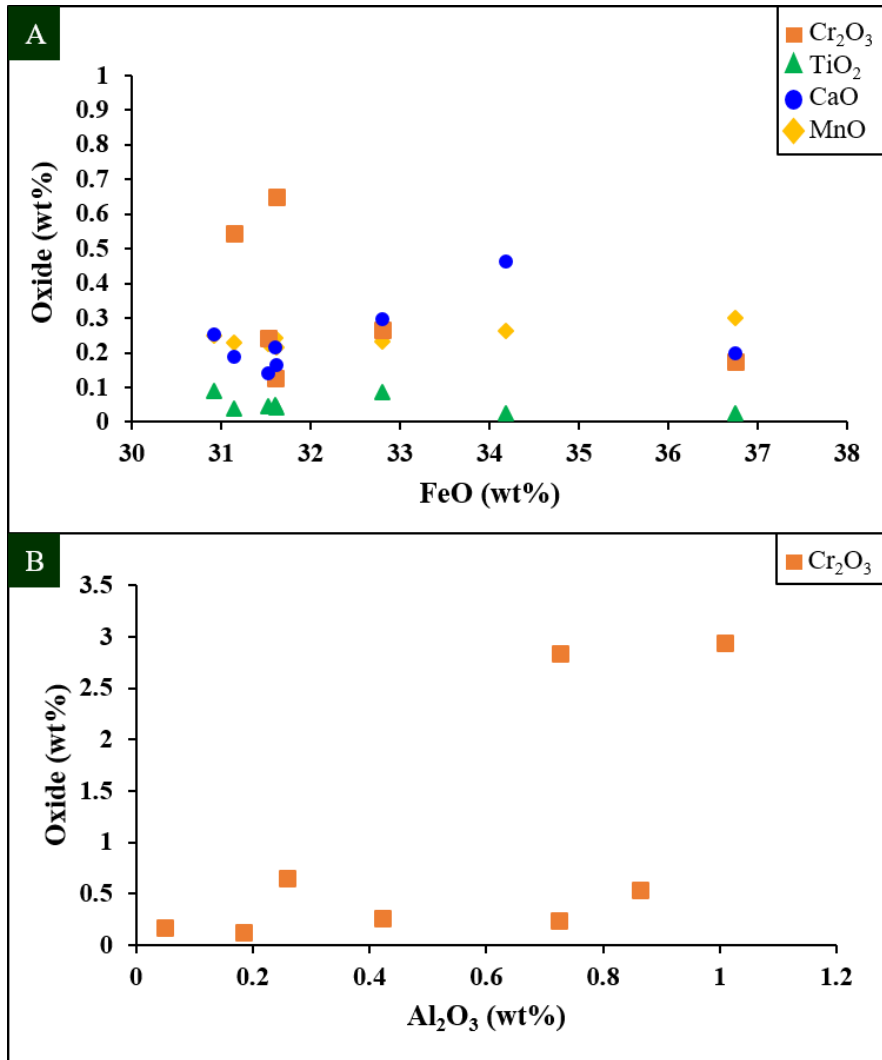 A
Cr₂O₃
TiO₂
CaO
MnO
1
0.9
0.8
0.7
0.6
0.5
0.4
0.3
0.2
0.1
0
Oxide (wt%)
30 31 32 33 34 35 36 37 38
FeO (wt%)
B
Cr₂O₃
3.5
3
2.5
2
1.5
1
0.5
0
Oxide (wt%)
0 0.2 0.4 0.6 0.8 1 1.2
Al₂O₃ (wt%)